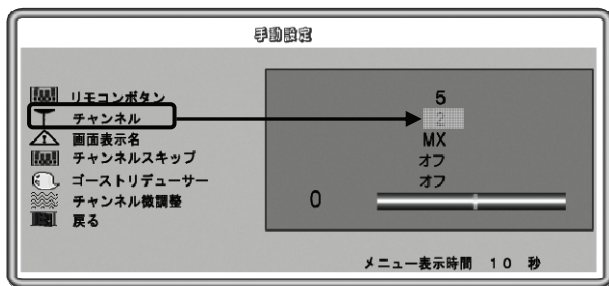 手動設定
リモコンボタン 5
チャンネル 2
画面表示名 MX
チャンネルスキップ オフ
ゴーストリデューサー オフ
チャンネル微調整 0
戻る
メニュー表示時間 10 秒